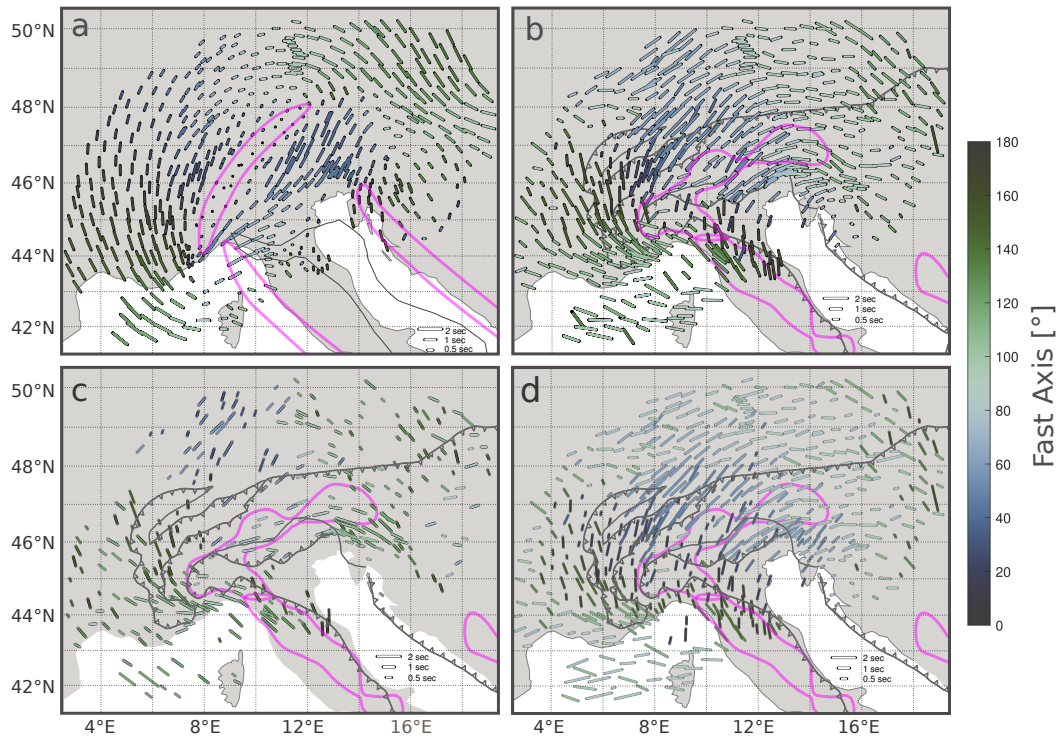 a
50°N
48°N
46°N
44°N
42°N
2 sec
1 sec
0.5 sec
b
2 sec
1 sec
0.5 sec
c
50°N
48°N
46°N
44°N
42°N
2 sec
1 sec
0.5 sec
4°E 8°E 12°E 16°E
d
2 sec
1 sec
0.5 sec
4°E 8°E 12°E 16°E
180
160
140
120
100
80
60
40
20
0
Fast Axis [°]